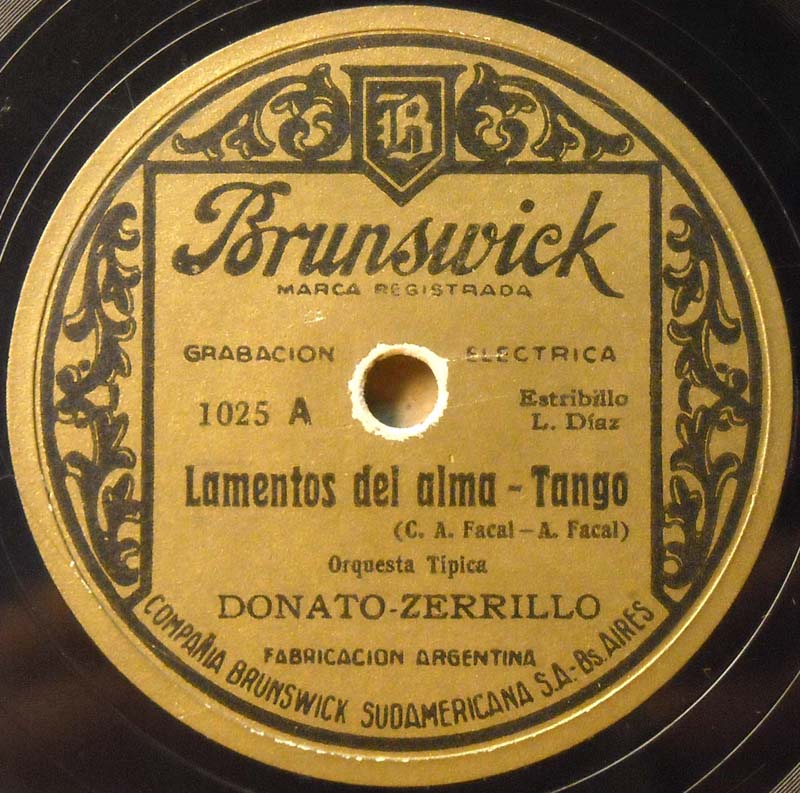 B
Brunswick
MARCA REGISTRADA
GRABACION ELECTRICA
1025 A
Estribillo
L. Díaz
Lamentos del alma - Tango
(C. A. Facal - A. Facal)
Orquesta Típica
DONATO-ZERRILLO
FABRICACION ARGENTINA
COMPAÑIA BRUNSWICK SUDAMERICANA S.A.-Bs. AIRES